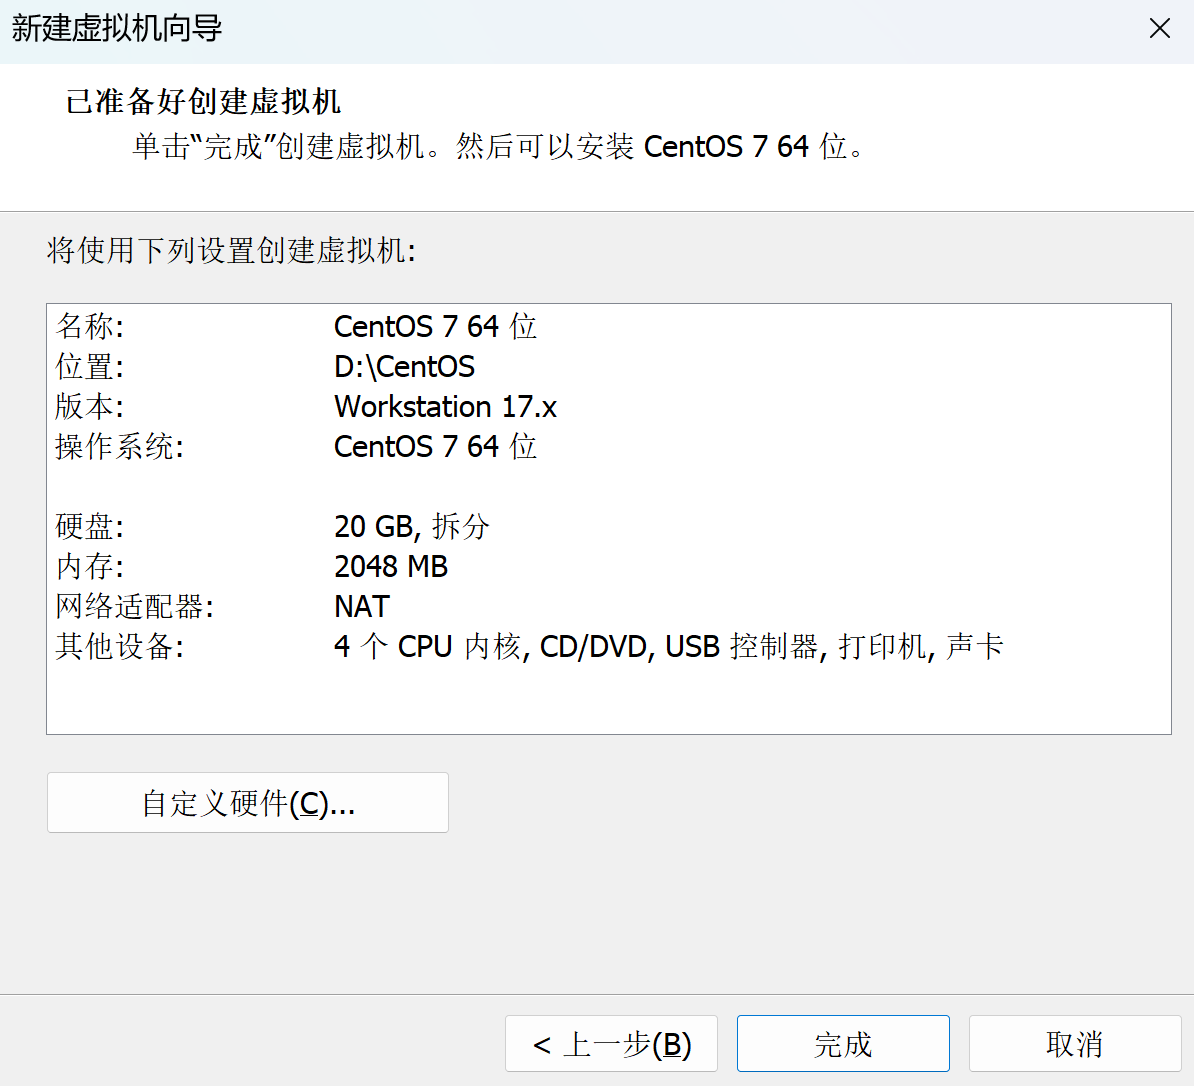 新建虚拟机向导
已准备好创建虚拟机
单击“完成”创建虚拟机。然后可以安装 CentOS 7 64 位。
将使用下列设置创建虚拟机:
名称: CentOS 7 64 位
位置: D:\CentOS
版本: Workstation 17.x
操作系统: CentOS 7 64 位
硬盘: 20 GB, 拆分
内存: 2048 MB
网络适配器: NAT
其他设备: 4 个 CPU 内核, CD/DVD, USB 控制器, 打印机, 声卡
自定义硬件(C)...
< 上一步(B) 完成 取消